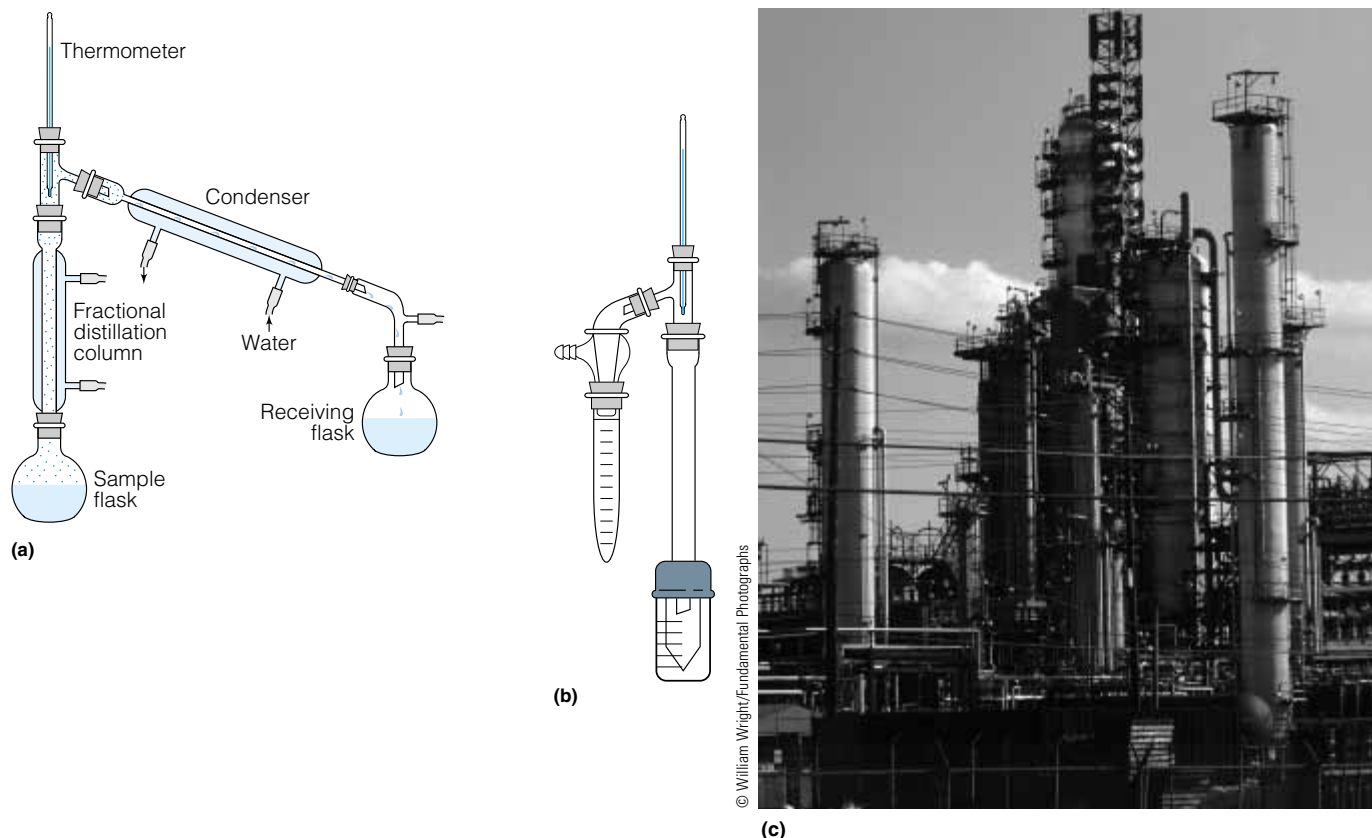 Thermometer
Condenser
Fractional
distillation
column
Water
Receiving
flask
Sample
flask
(a)
(b)
© William Wright/Fundamental Photographs
(c)